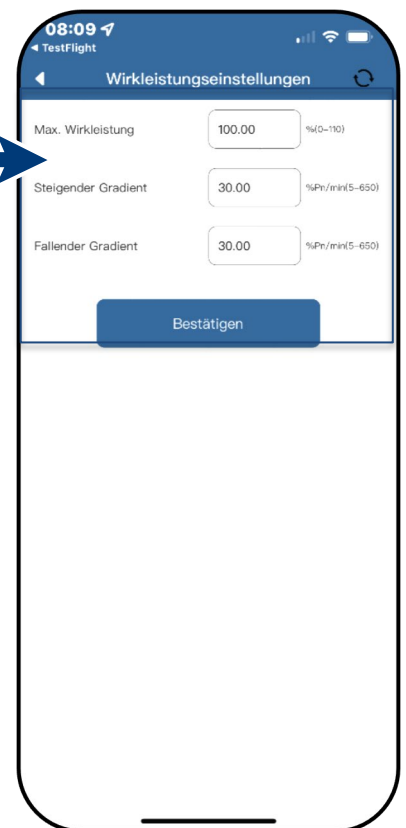 08:09
TestFlight
Wirkleistungseinstellungen
Max. Wirkleistung 100.00 %(0-110)
Steigender Gradient 30.00 %Pn/min(5-650)
Fallender Gradient 30.00 %Pn/min(5-650)
Bestätigen